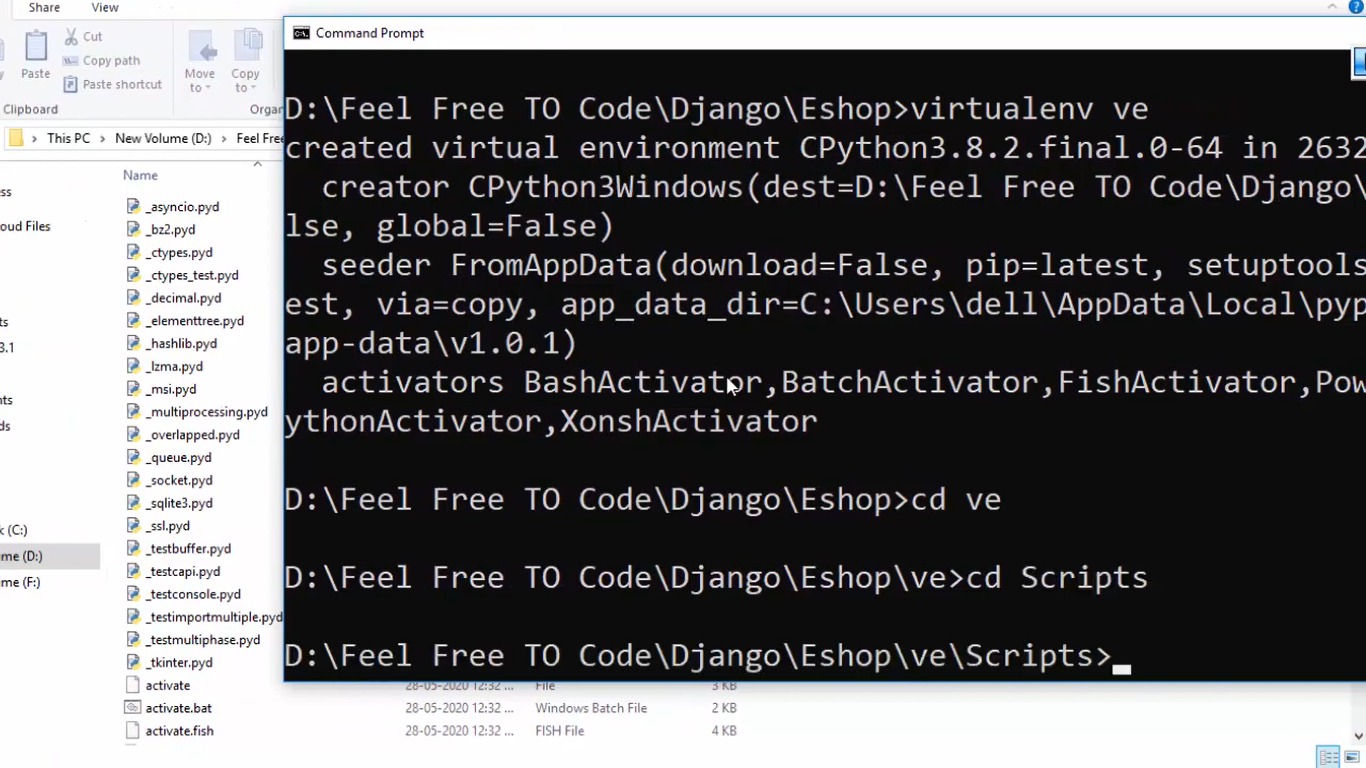 Share View
Cut
Copy path
Paste
Paste shortcut
Move to
Copy to
Clipboard
Organ
This PC > New Volume (D:) > Feel Free
Name
_asyncio.pyd
_bz2.pyd
_ctypes.pyd
_ctypes_test.pyd
_decimal.pyd
_elementtree.pyd
_hashlib.pyd
_lzma.pyd
_msi.pyd
_multiprocessing.pyd
_overlapped.pyd
_queue.pyd
_socket.pyd
_sqlite3.pyd
_ssl.pyd
_testbuffer.pyd
_testcapi.pyd
_testconsole.pyd
_testimportmultiple.pyd
_testmultiphase.pyd
_tkinter.pyd
activate 28-05-2020 12:32 ... File 3 KB
activate.bat 28-05-2020 12:32 ... Windows Batch File 2 KB
activate.fish 28-05-2020 12:32 ... FISH File 4 KB
ess
oud Files
ts
3.1
nts
ds
k (C:)
me (D:)
me (F:)
Command Prompt
D:\Feel Free TO Code\Django\Eshop>virtualenv ve
created virtual environment CPython3.8.2.final.0-64 in 2632
creator CPython3Windows(dest=D:\Feel Free TO Code\Django\
lse, global=False)
seeder FromAppData(download=False, pip=latest, setuptools
est, via=copy, app_data_dir=C:\Users\dell\AppData\Local\pyp
app-data\v1.0.1)
activators BashActivator,BatchActivator,FishActivator,Pow
ythonActivator,XonshActivator
D:\Feel Free TO Code\Django\Eshop>cd ve
D:\Feel Free TO Code\Django\Eshop\ve>cd Scripts
D:\Feel Free TO Code\Django\Eshop\ve\Scripts>